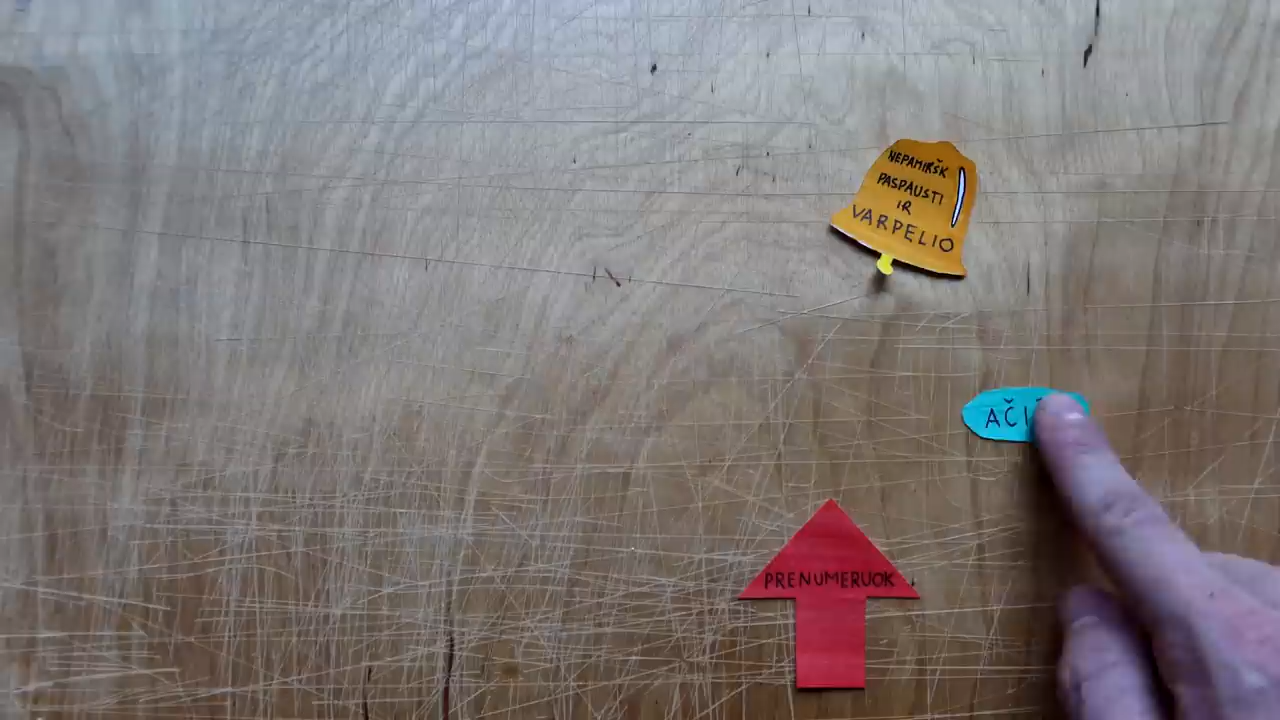 NEPAMIRŠK
PASPAUSTI
IR
VARPELIO
PRENUMERUOK